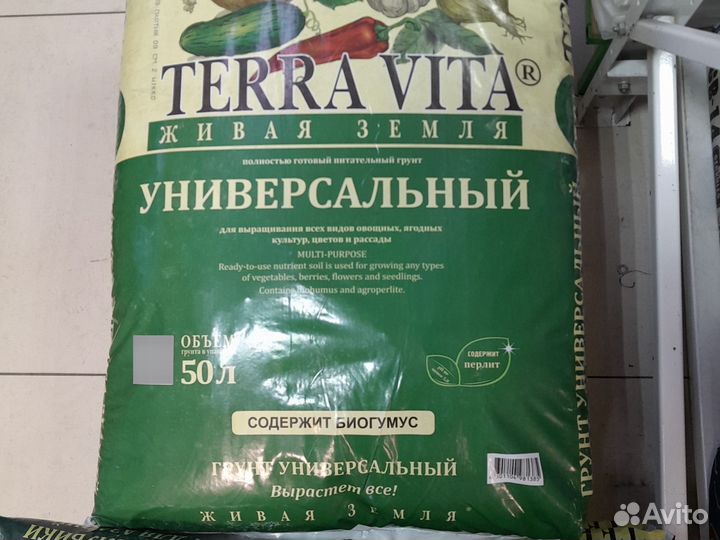 TERRA VITA®
ЖИВАЯ ЗЕМЛЯ
полностью готовый питательный грунт
УНИВЕРСАЛЬНЫЙ
для выращивания всех видов овощных, ягодных
культур, цветов и рассады
MULTI-PURPOSE
Ready-to-use nutrient soil is used for growing any types
of vegetables, berries, flowers and seedlings.
Contains biohumus and agroperlite.
ОБЪЕМ
грунта в
50 л
СОДЕРЖИТ
перлит
СОДЕРЖИТ БИОГУМУС
ГРУНТ УНИВЕРСАЛЬНЫЙ
Вырастет все!
ЖИВАЯ ЗЕМЛЯ®
ГРУНТ УНИВЕРСАЛЬНЫЙ
Avito